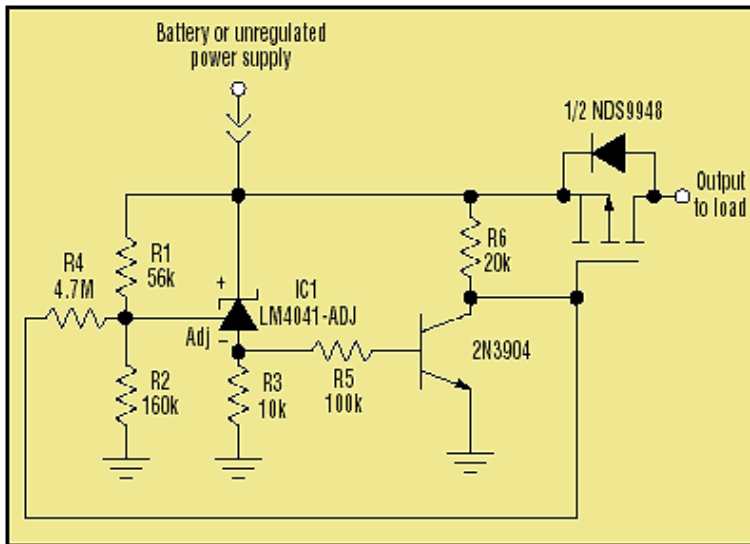 Battery or unregulated
power supply
1/2 NDS9948
Output
to load
R1
56k
R4
4.7M
+
IC1
LM4041-ADJ
Adj
−
R6
20k
R2
160k
R3
10k
R5
100k
2N3904